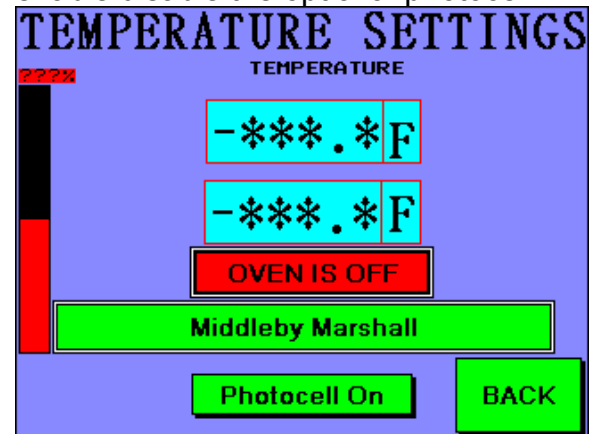 TEMPERATURE SETTINGS
TEMPERATURE
???%
-***.* F
-***.* F
OVEN IS OFF
Middleby Marshall
Photocell On
BACK